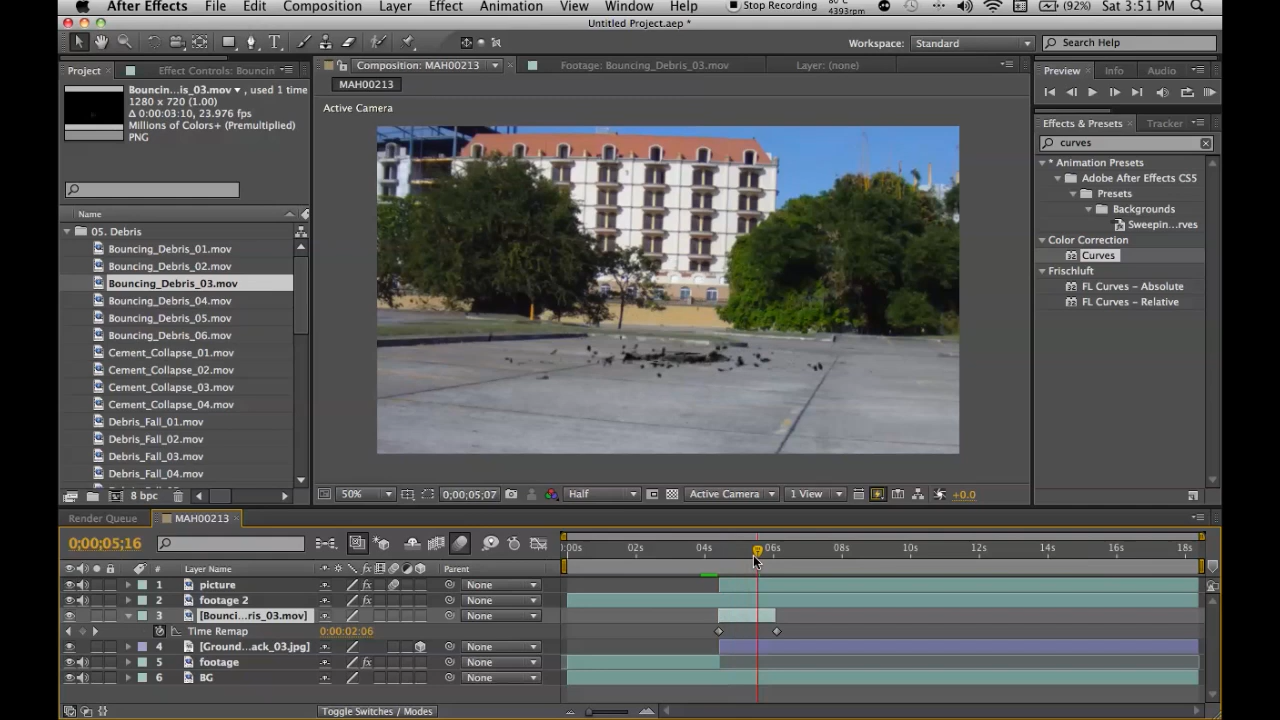 After Effects File Edit Composition Layer Effect Animation View Window Help Stop Recording 4393rpm (92%) Sat 3:51 PM
Untitled Project.aep *
Workspace: Standard Search Help
Project Effect Controls: Bouncin Composition: MAH00213 Footage: Bouncing_Debris_03.mov Layer: (none) Preview Info Audio
Bouncin...is_03.mov , used 1 time
1280 x 720 (1.00)
Δ 0:00:03:10, 23.976 fps
Millions of Colors+ (Premultiplied)
PNG
MAH00213
Active Camera
Effects & Presets Tracker
curves
* Animation Presets
Adobe After Effects CS5
Presets
Backgrounds
Sweepin...rves
Color Correction
Curves
Frischluft
FL Curves - Absolute
FL Curves - Relative
Name
05. Debris
Bouncing_Debris_01.mov
Bouncing_Debris_02.mov
Bouncing_Debris_03.mov
Bouncing_Debris_04.mov
Bouncing_Debris_05.mov
Bouncing_Debris_06.mov
Cement_Collapse_01.mov
Cement_Collapse_02.mov
Cement_Collapse_03.mov
Cement_Collapse_04.mov
Debris_Fall_01.mov
Debris_Fall_02.mov
Debris_Fall_03.mov
Debris_Fall_04.mov
8 bpc
50% 0;00;05;07 Half Active Camera 1 View +0.0
Render Queue MAH00213
0;00;05;16 :00s 02s 04s 06s 08s 10s 12s 14s 16s 18s
# Layer Name Parent
1 picture fx None
2 footage 2 fx None
3 [Bounci...ris_03.mov] None
Time Remap 0:00:02:06
4 [Ground...ack_03.jpg] None
5 footage fx None
6 BG None
Toggle Switches / Modes